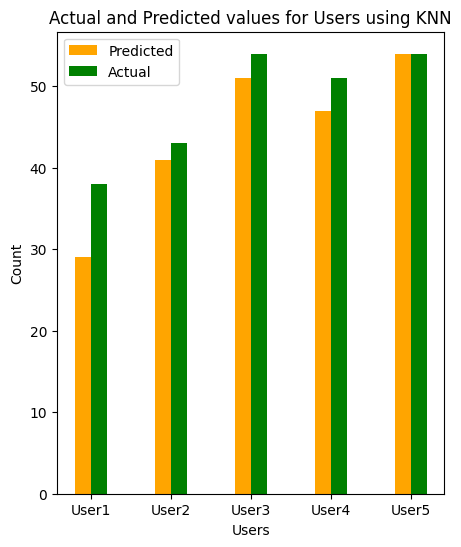 Actual and Predicted values for Users using KNN
Predicted
Actual
50
40
30
20
10
0
Count
User1 User2 User3 User4 User5
Users